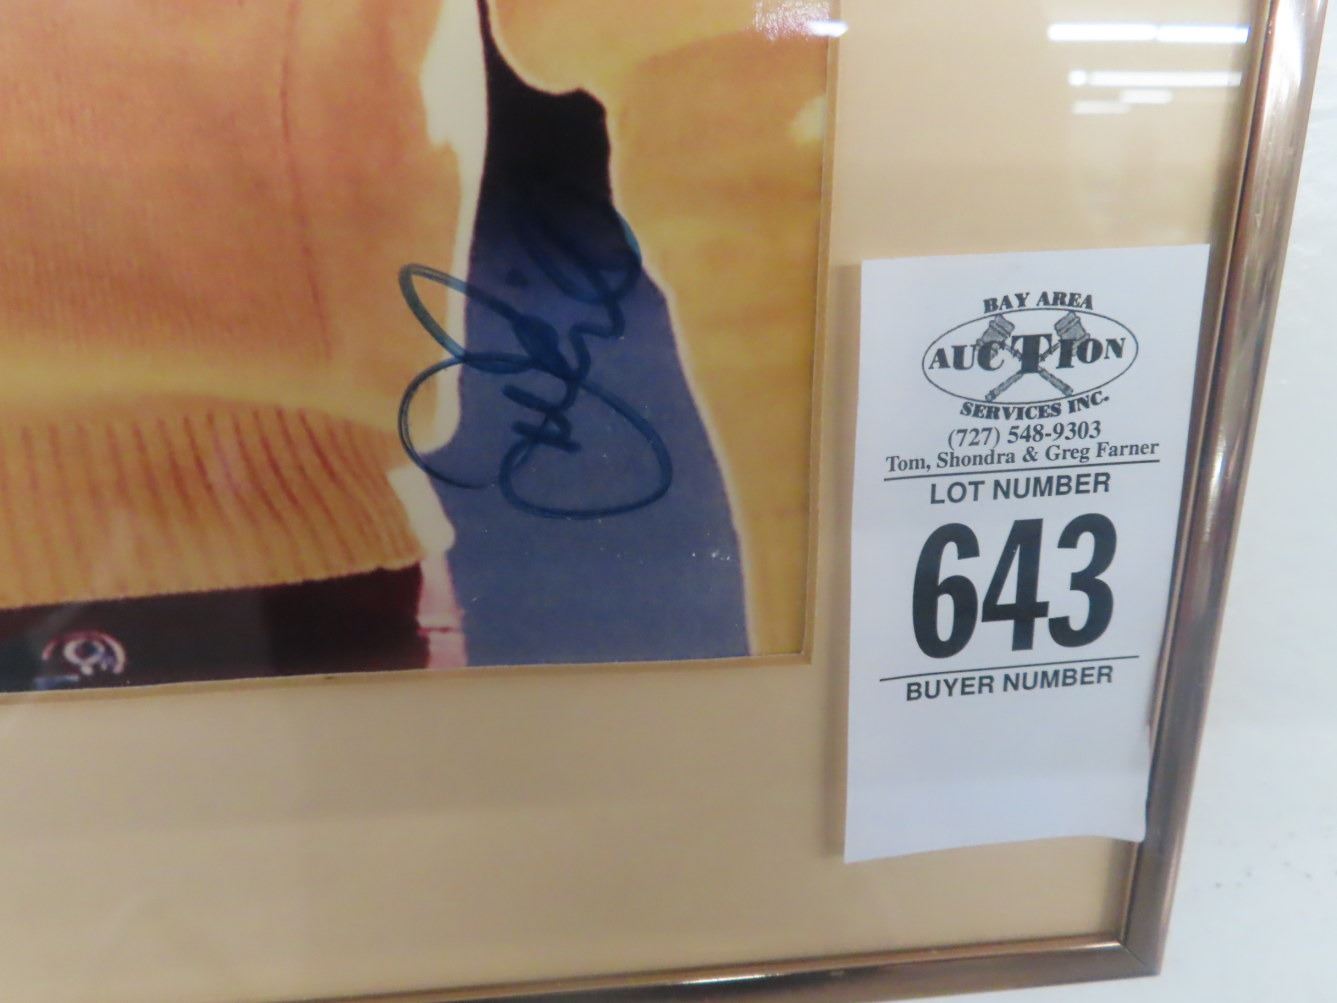 BAY AREA
AUCTION
SERVICES INC.
(727) 548-9303
Tom, Shondra & Greg Farner
LOT NUMBER
643
BUYER NUMBER